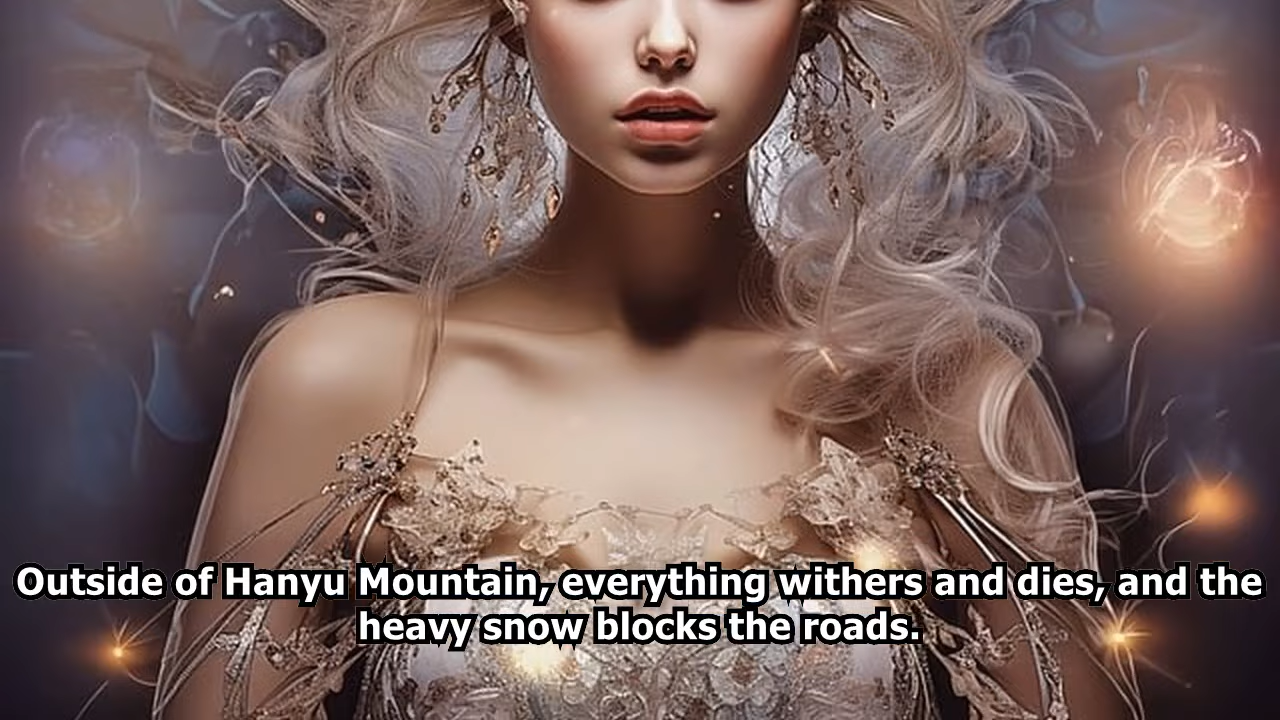 Outside of Hanyu Mountain, everything withers and dies, and the
heavy snow blocks the roads.